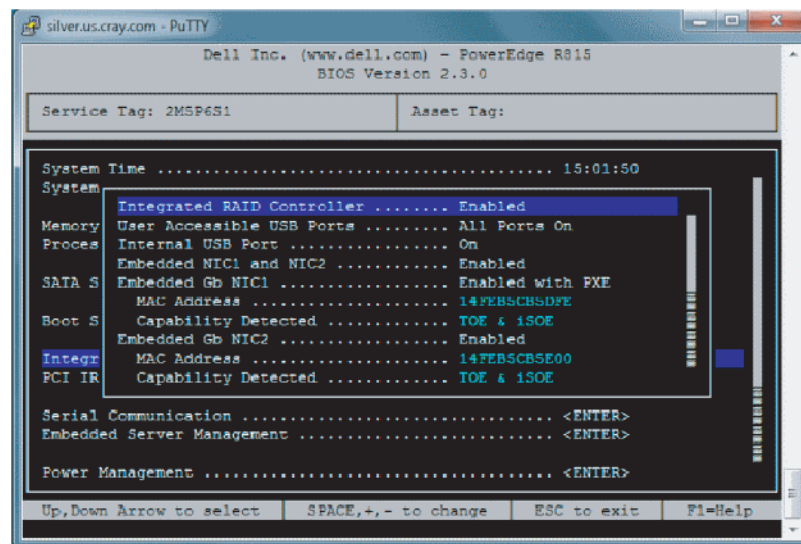 silver.us.cray.com - PuTTY
Dell Inc. (www.dell.com) - PowerEdge R815
BIOS Version 2.3.0
Service Tag: 2M5P6S1 Asset Tag:
System Time ........................................... 15:01:50
System
Integrated RAID Controller ........ Enabled
Memory User Accessible USB Ports ......... All Ports On
Proces Internal USB Port ................. On
Embedded NIC1 and NIC2 ............ Enabled
SATA S Embedded Gb NIC1 .................. Enabled with PXE
MAC Address ..................... 14FEB5CB5DFE
Boot S Capability Detected ............. TOE & iSOE
Embedded Gb NIC2 .................. Enabled
Integr MAC Address ..................... 14FEB5CB5E00
PCI IR Capability Detected ............. TOE & iSOE
Serial Communication ................................. <ENTER>
Embedded Server Management ............................ <ENTER>
Power Management ..................................... <ENTER>
Up,Down Arrow to select SPACE,+,- to change ESC to exit F1=Help